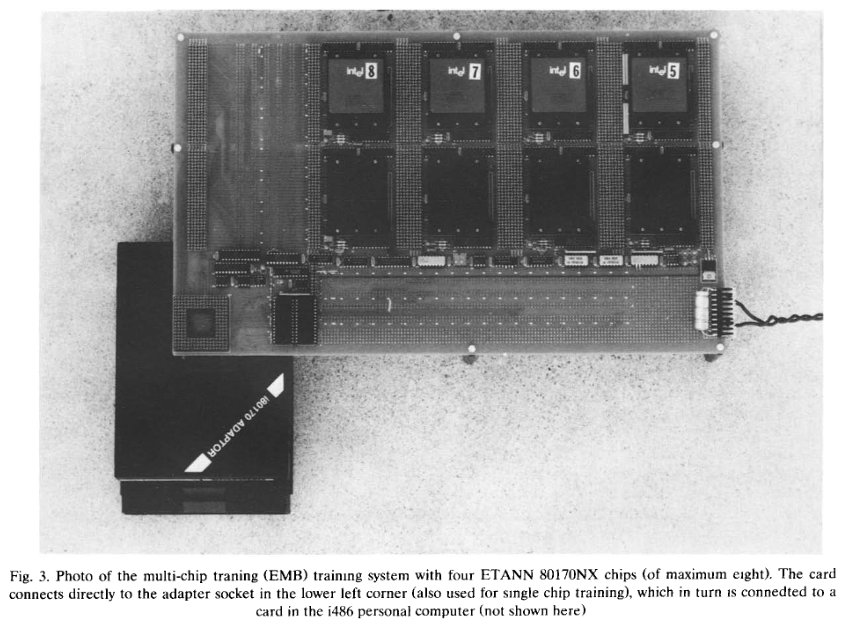 intel 8
intel 7
intel 6
intel 5
i80170 ADAPTOR
Fig. 3. Photo of the multi-chip traning (EMB) training system with four ETANN 80170NX chips (of maximum eight). The card
connects directly to the adapter socket in the lower left corner (also used for single chip training), which in turn is connedted to a
card in the i486 personal computer (not shown here)